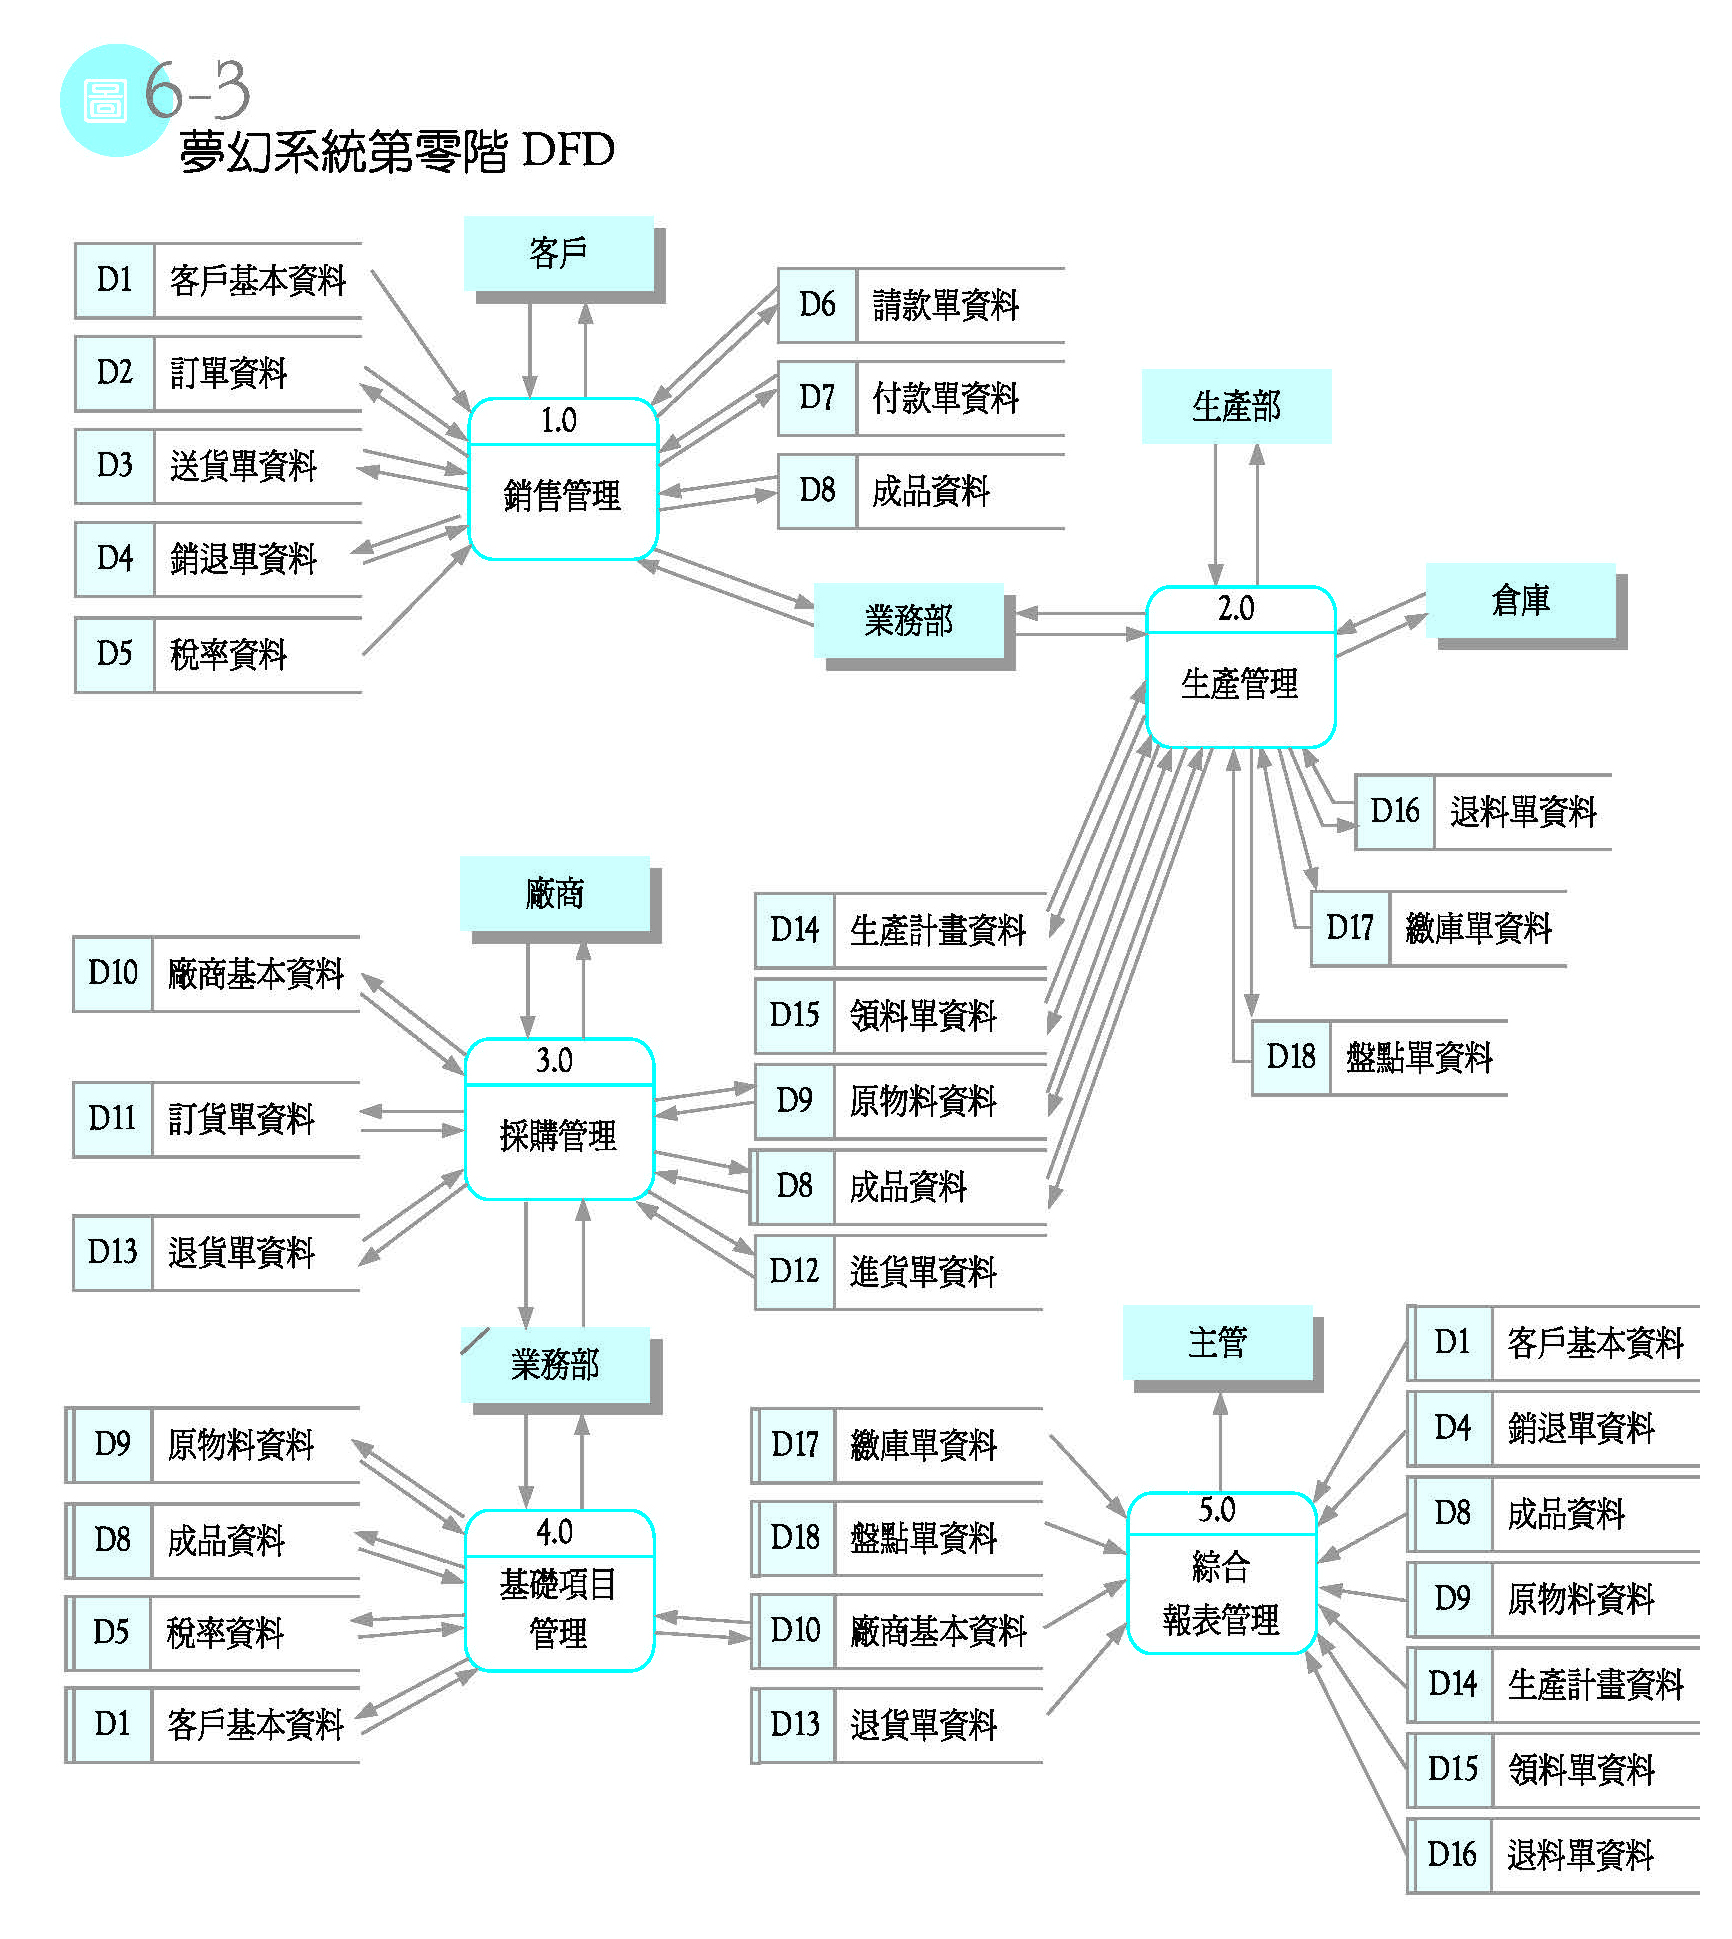 圖 6-3
夢幻系統第零階 DFD
客戶
D1 客戶基本資料
D2 訂單資料
D3 送貨單資料
D4 銷退單資料
D5 稅率資料
1.0
銷售管理
D6 請款單資料
D7 付款單資料
D8 成品資料
業務部
生產部
2.0
生產管理
倉庫
D16 退料單資料
D17 繳庫單資料
D18 盤點單資料
廠商
D10 廠商基本資料
D11 訂貨單資料
D13 退貨單資料
3.0
採購管理
D14 生產計畫資料
D15 領料單資料
D9 原物料資料
D8 成品資料
D12 進貨單資料
業務部
D9 原物料資料
D8 成品資料
D5 稅率資料
D1 客戶基本資料
4.0
基礎項目
管理
D17 繳庫單資料
D18 盤點單資料
D10 廠商基本資料
D13 退貨單資料
主管
5.0
綜合
報表管理
D1 客戶基本資料
D4 銷退單資料
D8 成品資料
D9 原物料資料
D14 生產計畫資料
D15 領料單資料
D16 退料單資料